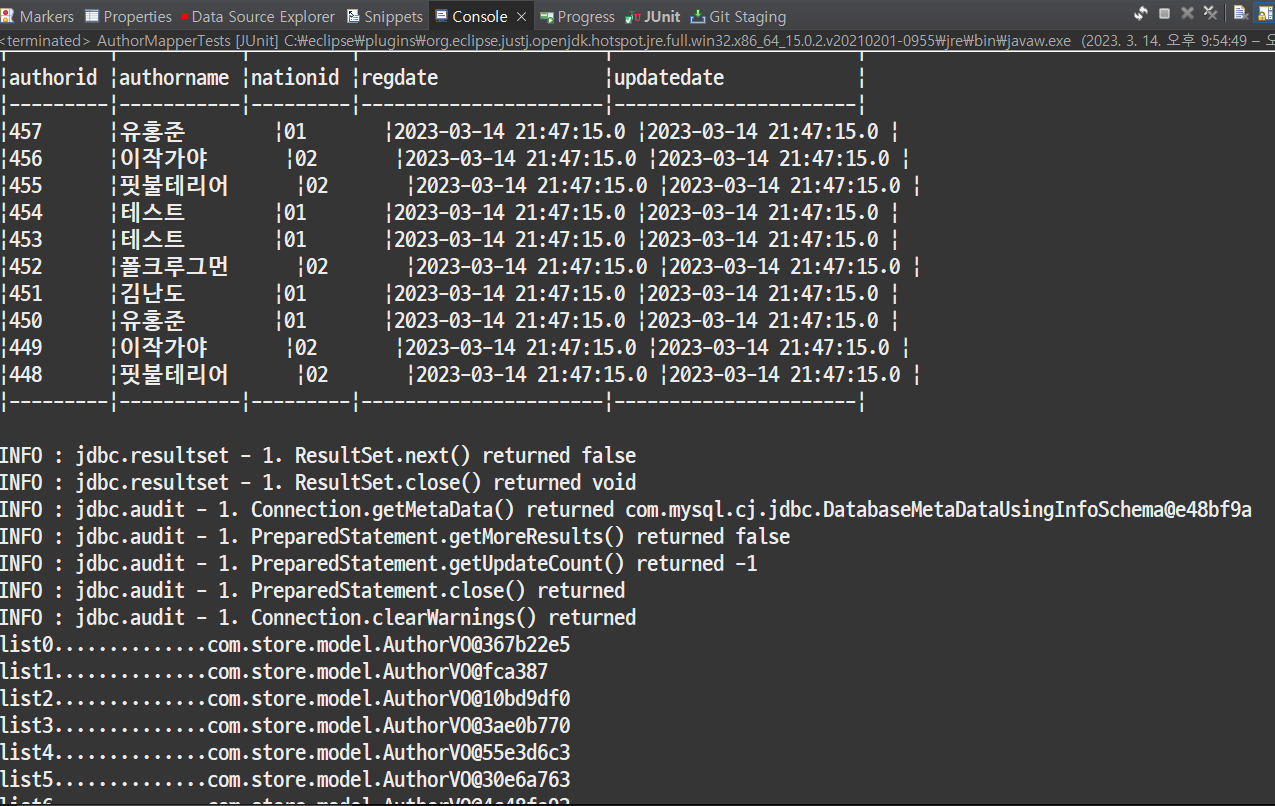 Markers Properties Data Source Explorer Snippets Console Progress JUnit Git Staging
<terminated> AuthorMapperTests [JUnit] C:₩eclipse₩plugins₩org.eclipse.justj.openjdk.hotspot.jre.full.win32.x86_64_15.0.2.v20210201-0955₩jre₩bin₩javaw.exe (2023. 3. 14. 오후 9:54:49 – 오
¦authorid ¦authorname ¦nationid ¦regdate ¦updatedate ¦
¦---------¦-----------¦---------¦----------------------¦----------------------¦
¦457 ¦유홍준 ¦01 ¦2023-03-14 21:47:15.0 ¦2023-03-14 21:47:15.0 ¦
¦456 ¦이작가야 ¦02 ¦2023-03-14 21:47:15.0 ¦2023-03-14 21:47:15.0 ¦
¦455 ¦핏불테리어 ¦02 ¦2023-03-14 21:47:15.0 ¦2023-03-14 21:47:15.0 ¦
¦454 ¦테스트 ¦01 ¦2023-03-14 21:47:15.0 ¦2023-03-14 21:47:15.0 ¦
¦453 ¦테스트 ¦01 ¦2023-03-14 21:47:15.0 ¦2023-03-14 21:47:15.0 ¦
¦452 ¦폴크루그먼 ¦02 ¦2023-03-14 21:47:15.0 ¦2023-03-14 21:47:15.0 ¦
¦451 ¦김난도 ¦01 ¦2023-03-14 21:47:15.0 ¦2023-03-14 21:47:15.0 ¦
¦450 ¦유홍준 ¦01 ¦2023-03-14 21:47:15.0 ¦2023-03-14 21:47:15.0 ¦
¦449 ¦이작가야 ¦02 ¦2023-03-14 21:47:15.0 ¦2023-03-14 21:47:15.0 ¦
¦448 ¦핏불테리어 ¦02 ¦2023-03-14 21:47:15.0 ¦2023-03-14 21:47:15.0 ¦
¦---------¦-----------¦---------¦----------------------¦----------------------¦
INFO : jdbc.resultset - 1. ResultSet.next() returned false
INFO : jdbc.resultset - 1. ResultSet.close() returned void
INFO : jdbc.audit - 1. Connection.getMetaData() returned com.mysql.cj.jdbc.DatabaseMetaDataUsingInfoSchema@e48bf9a
INFO : jdbc.audit - 1. PreparedStatement.getMoreResults() returned false
INFO : jdbc.audit - 1. PreparedStatement.getUpdateCount() returned -1
INFO : jdbc.audit - 1. PreparedStatement.close() returned
INFO : jdbc.audit - 1. Connection.clearWarnings() returned
list0..............com.store.model.AuthorVO@367b22e5
list1..............com.store.model.AuthorVO@fca387
list2..............com.store.model.AuthorVO@10bd9df0
list3..............com.store.model.AuthorVO@3ae0b770
list4..............com.store.model.AuthorVO@55e3d6c3
list5..............com.store.model.AuthorVO@30e6a763